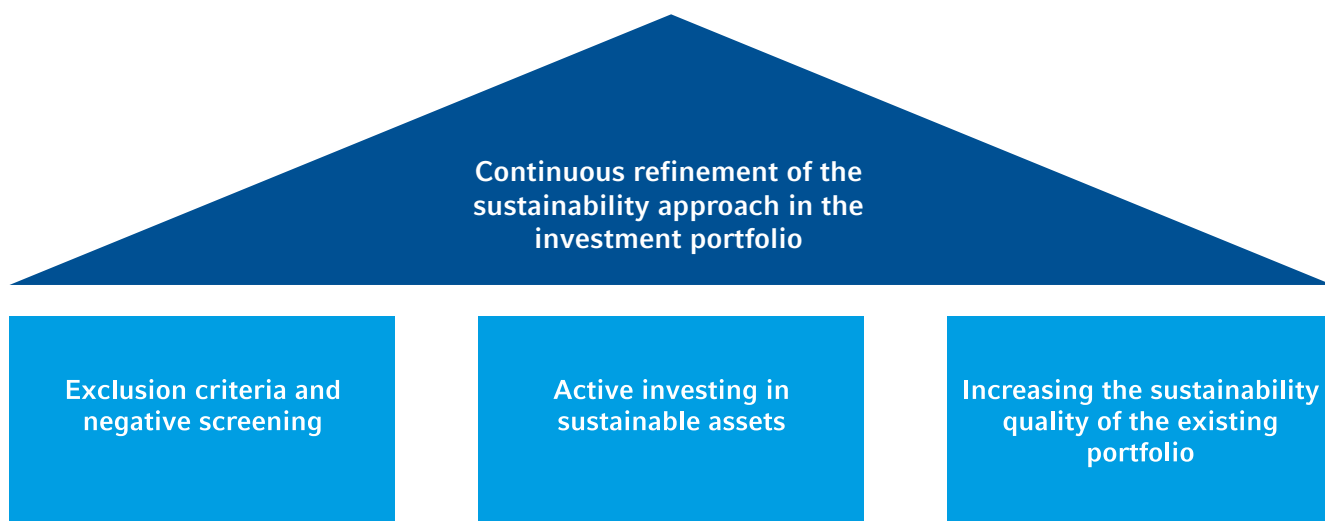 Continuous refinement of the
sustainability approach in the
investment portfolio
Exclusion criteria and
negative screening
Active investing in
sustainable assets
Increasing the sustainability
quality of the existing
portfolio